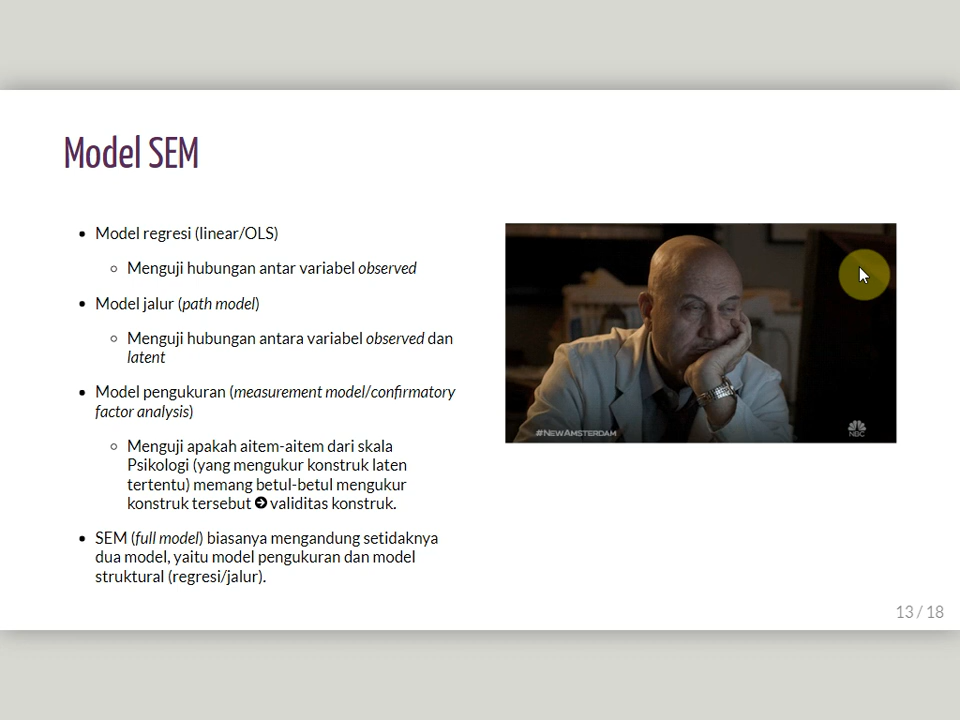 Model SEM
Model regresi (linear/OLS)
Menguji hubungan antar variabel observed
Model jalur (path model)
Menguji hubungan antara variabel observed dan
latent
Model pengukuran (measurement model/confirmatory
factor analysis)
Menguji apakah aitem-aitem dari skala
Psikologi (yang mengukur konstruk laten
tertentu) memang betul-betul mengukur
konstruk tersebut ➔ validitas konstruk.
SEM (full model) biasanya mengandung setidaknya
dua model, yaitu model pengukuran dan model
struktural (regresi/jalur).
#NEWAMSTERDAM
NBC
13 / 18